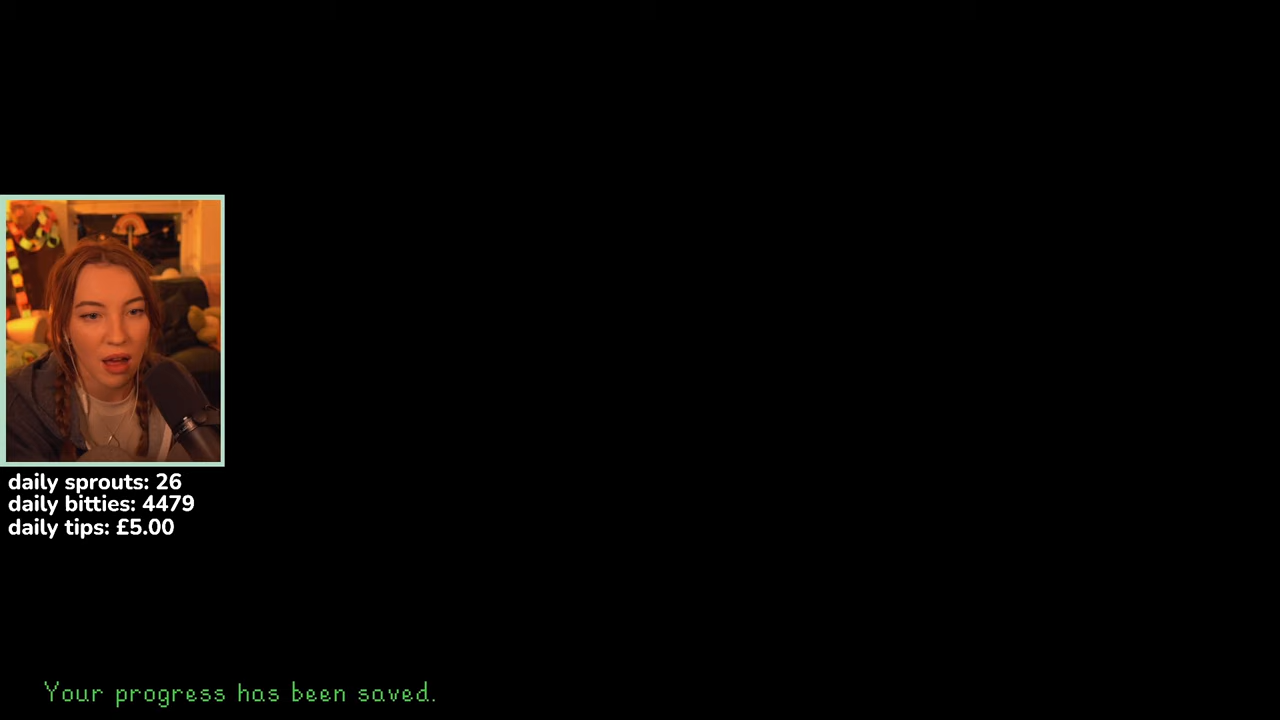 daily sprouts: 26
daily bitties: 4479
daily tips: £5.00
Your progress has been saved.